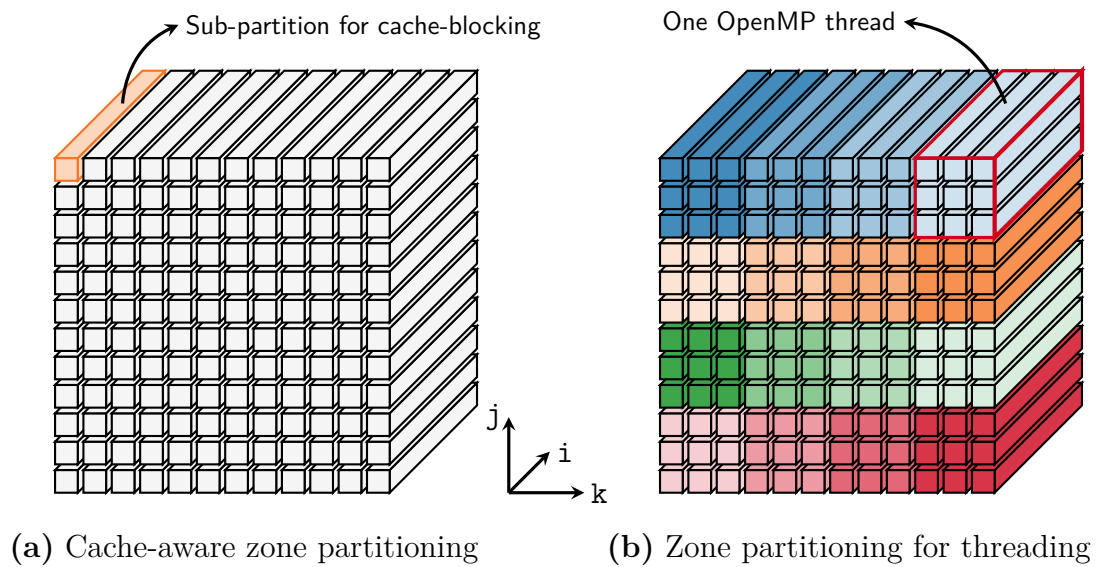 Sub-partition for cache-blocking
One OpenMP thread
j
i
k
(a) Cache-aware zone partitioning
(b) Zone partitioning for threading